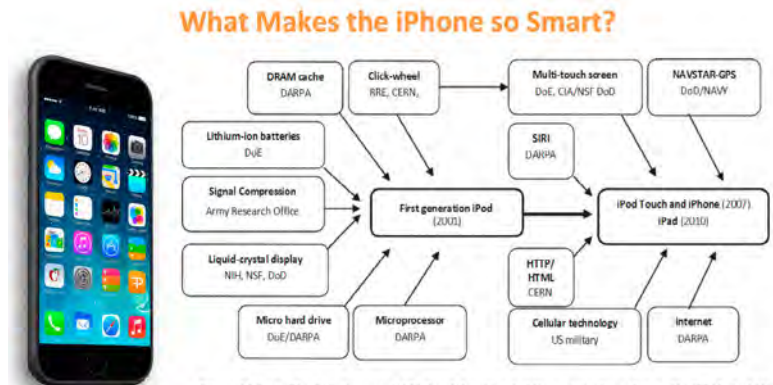 What Makes the iPhone so Smart?
DRAM cache
DARPA
Click-wheel
RRE, CERN,
Multi-touch screen
DoE, CIA/NSF DoD
NAVSTAR-GPS
DoD/NAVY
Lithium-ion batteries
DoE
SIRI
DARPA
Signal Compression
Army Research Office
First generation iPod
(2001)
iPod Touch and iPhone (2007)
iPad (2010)
Liquid-crystal display
NIH, NSF, DoD
HTTP/
HTML
CERN
Micro hard drive
DoE/DARPA
Microprocessor
DARPA
Cellular technology
US military
Internet
DARPA